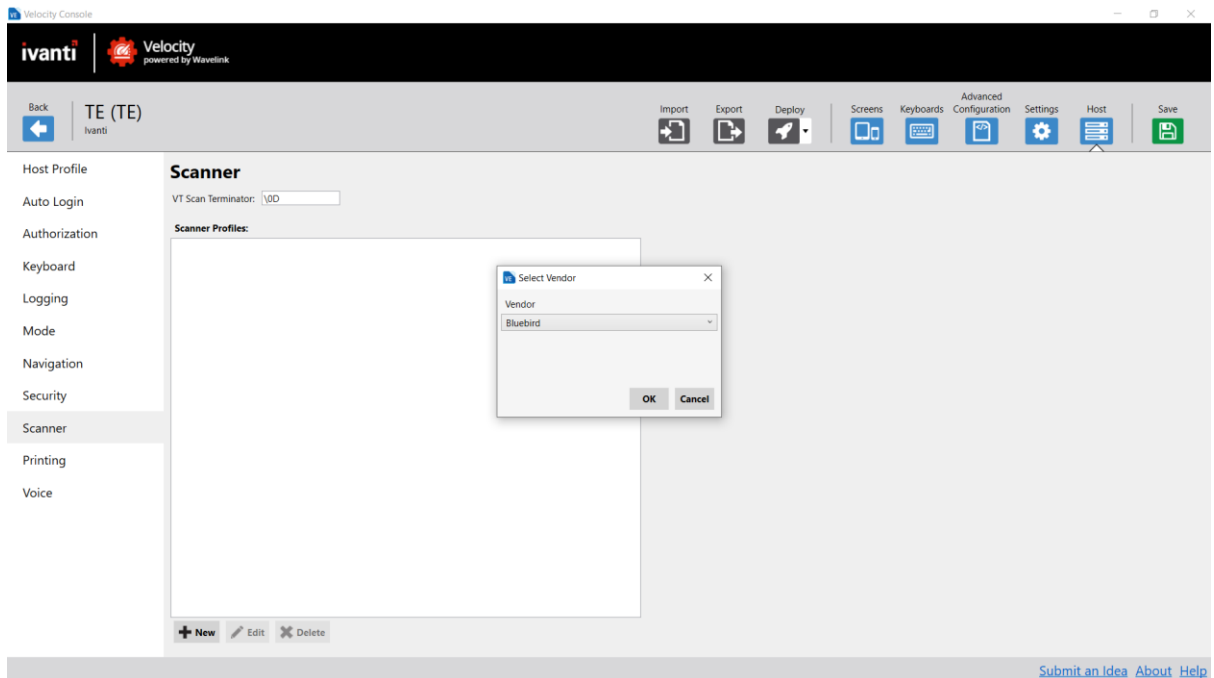 VE Velocity Console
ivanti
Velocity
powered by Wavelink
Back
TE (TE)
Ivanti
Import
Export
Deploy
Screens
Keyboards
Advanced
Configuration
Settings
Host
Save
Host Profile
Auto Login
Authorization
Keyboard
Logging
Mode
Navigation
Security
Scanner
Printing
Voice
Scanner
VT Scan Terminator: \0D
Scanner Profiles:
VE Select Vendor
Vendor
Bluebird
OK Cancel
New Edit Delete
Submit an Idea About Help